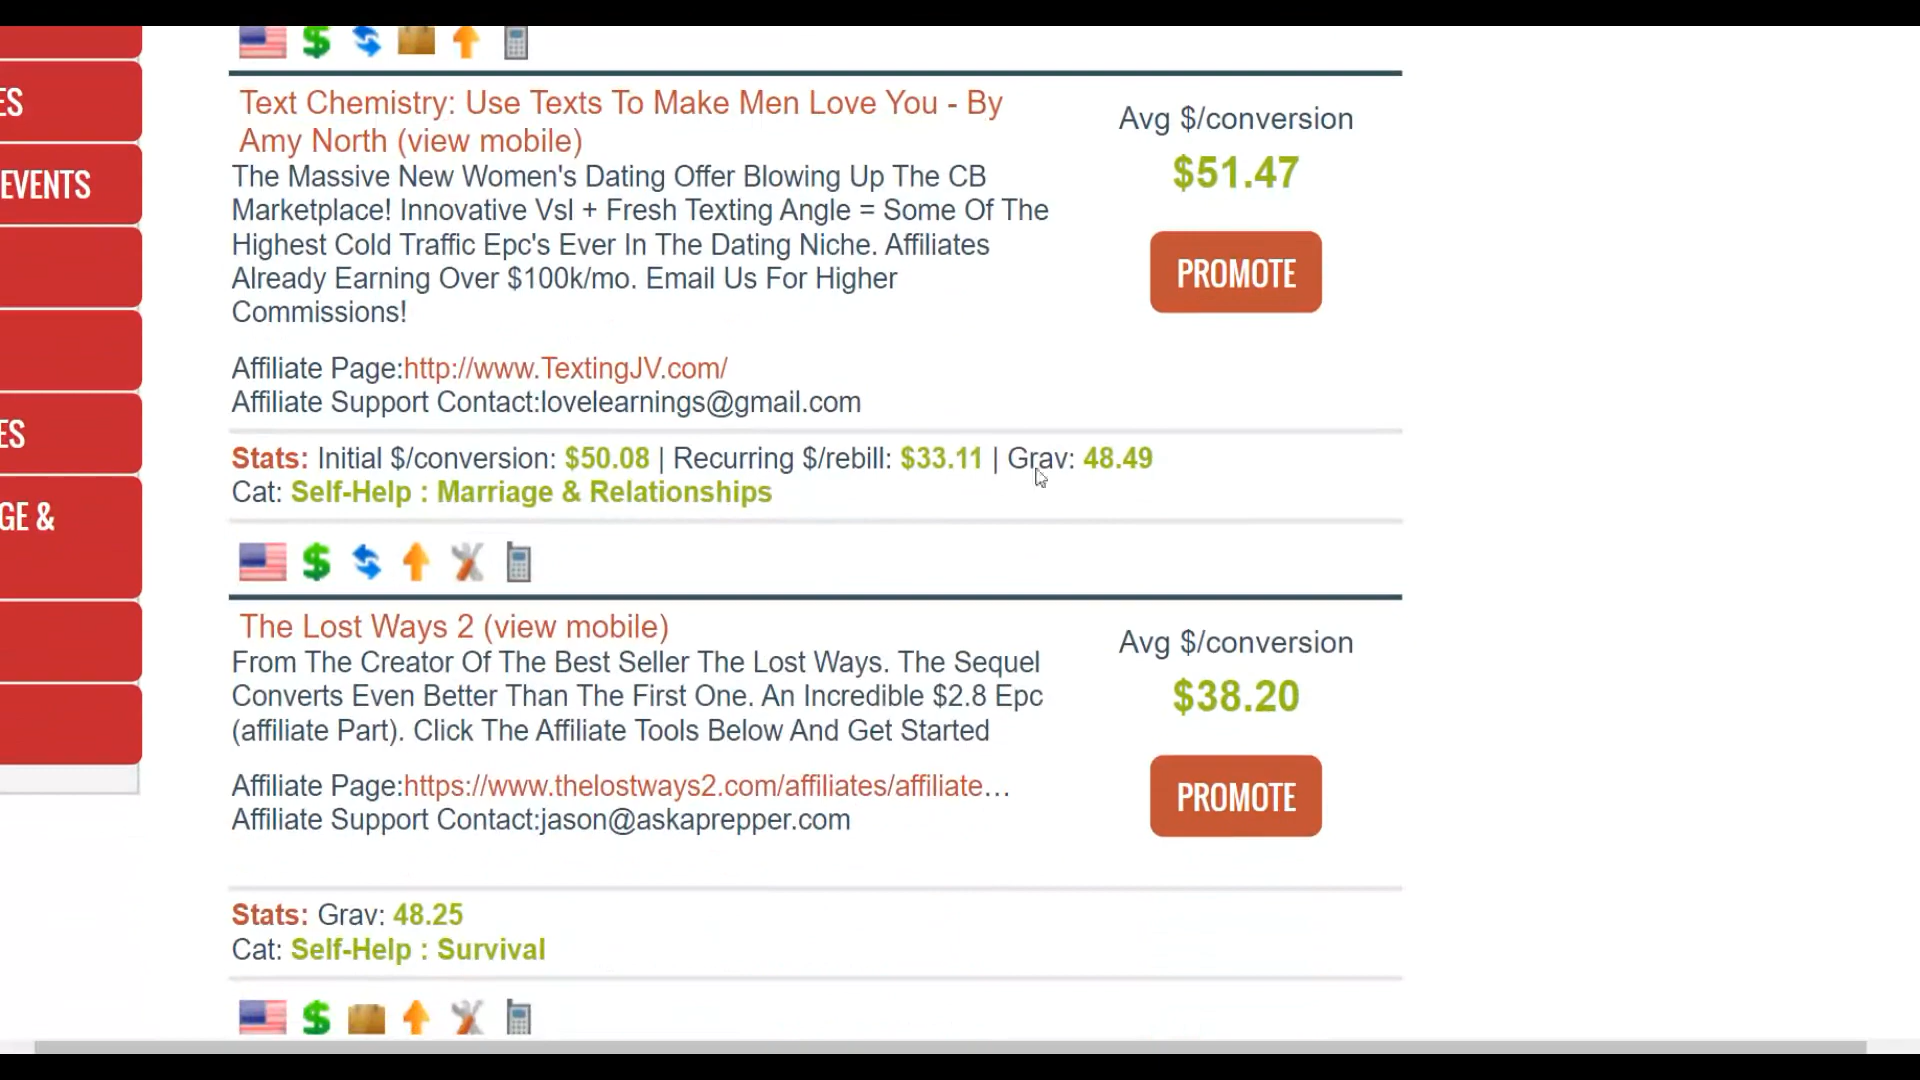 ES
EVENTS
ES
GE &
Text Chemistry: Use Texts To Make Men Love You - By
Amy North (view mobile)
The Massive New Women's Dating Offer Blowing Up The CB
Marketplace! Innovative Vsl + Fresh Texting Angle = Some Of The
Highest Cold Traffic Epc's Ever In The Dating Niche. Affiliates
Already Earning Over $100k/mo. Email Us For Higher
Commissions!
Affiliate Page:http://www.TextingJV.com/
Affiliate Support Contact:lovelearnings@gmail.com
Avg $/conversion
$51.47
PROMOTE
Stats: Initial $/conversion: $50.08 | Recurring $/rebill: $33.11 | Grav: 48.49
Cat: Self-Help : Marriage & Relationships
The Lost Ways 2 (view mobile)
From The Creator Of The Best Seller The Lost Ways. The Sequel
Converts Even Better Than The First One. An Incredible $2.8 Epc
(affiliate Part). Click The Affiliate Tools Below And Get Started
Affiliate Page:https://www.thelostways2.com/affiliates/affiliate...
Affiliate Support Contact:jason@askaprepper.com
Avg $/conversion
$38.20
PROMOTE
Stats: Grav: 48.25
Cat: Self-Help : Survival